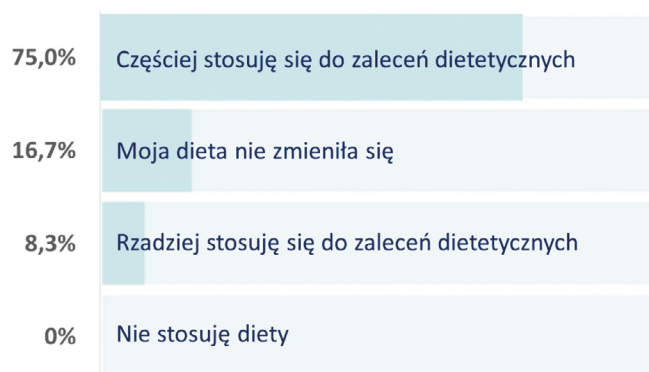 75,0% Częściej stosuję się do zaleceń dietetycznych
16,7% Moja dieta nie zmieniła się
8,3% Rzadziej stosuję się do zaleceń dietetycznych
0% Nie stosuję diety